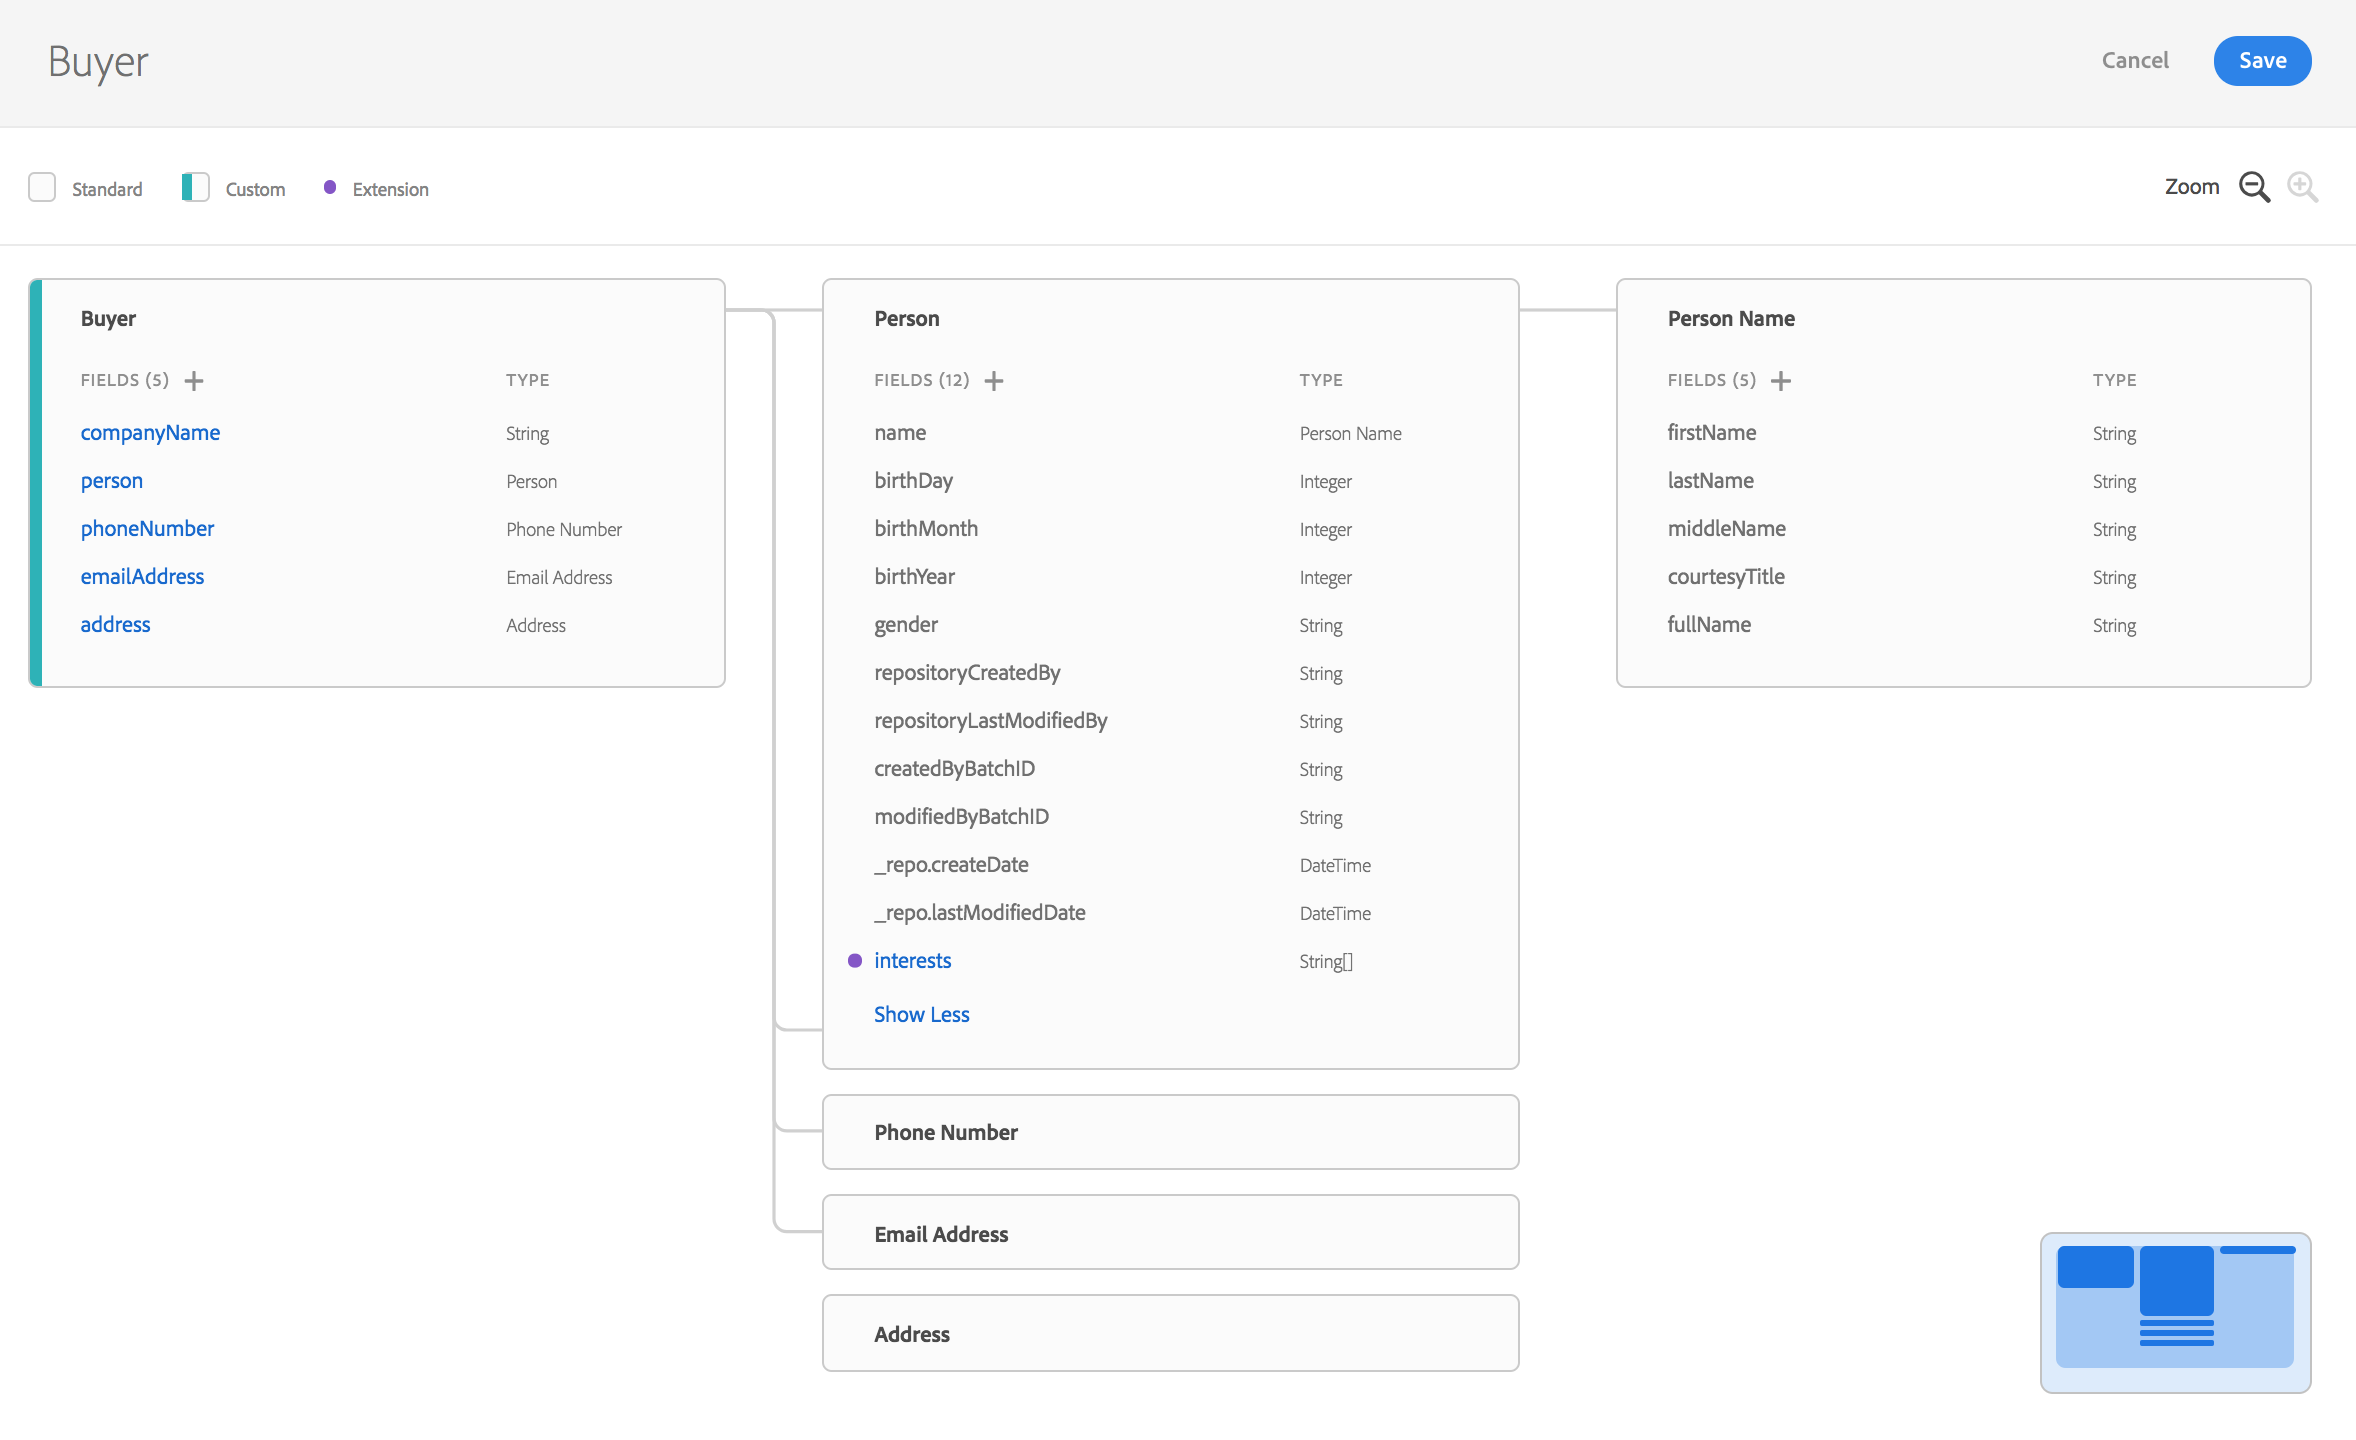 Buyer
Cancel
Save
Standard
Custom
Extension
Zoom
Buyer
FIELDS (5) +
TYPE
companyName
String
person
Person
phoneNumber
Phone Number
emailAddress
Email Address
address
Address
Person
FIELDS (12) +
TYPE
name
Person Name
birthDay
Integer
birthMonth
Integer
birthYear
Integer
gender
String
repositoryCreatedBy
String
repositoryLastModifiedBy
String
createdByBatchID
String
modifiedByBatchID
String
_repo.createDate
DateTime
_repo.lastModifiedDate
DateTime
interests
String[]
Show Less
Phone Number
Email Address
Address
Person Name
FIELDS (5) +
TYPE
firstName
String
lastName
String
middleName
String
courtesyTitle
String
fullName
String